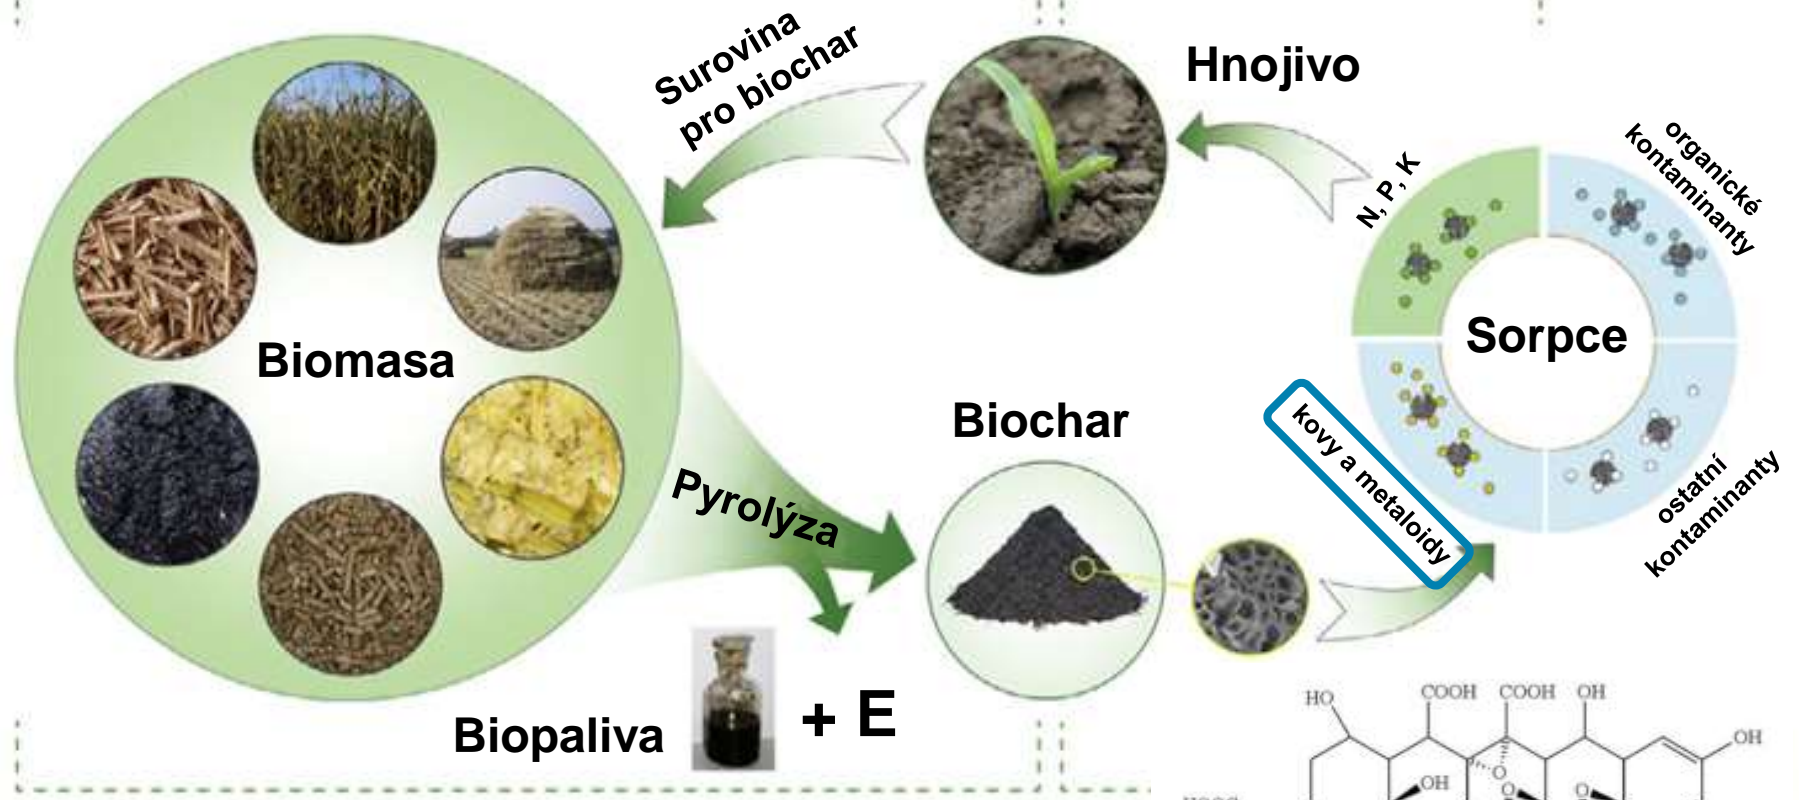 Surovina
pro biochar
Hnojivo
N, P, K
organické
kontaminanty
Biomasa
Sorpce
Biochar
kovy a metaloidy
Pyrolýza
ostatní
kontaminanty
Biopaliva
+ E
HO
COOH
COOH
OH
OH
OH
O
O
O